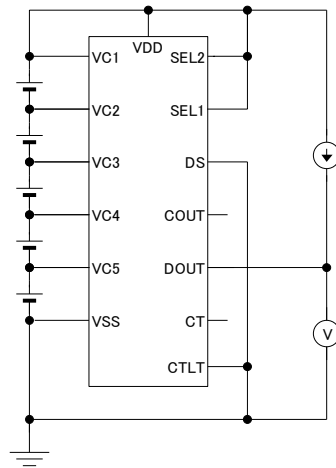 VDD
VC1 SEL2
VC2 SEL1
VC3 DS
VC4 COUT
VC5 DOUT
VSS CT
CTLT
V